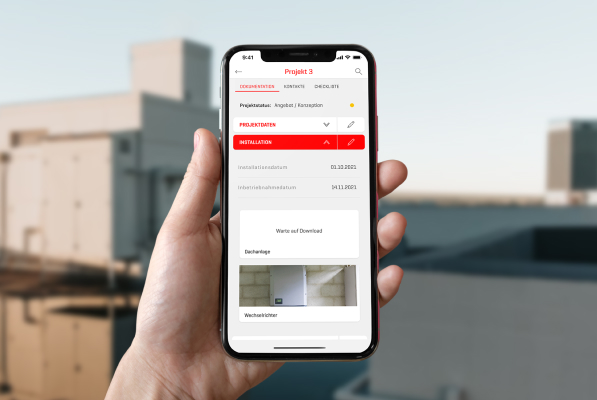 9:41
Projekt 3
DOKUMENTATION KONTAKTE CHECKLISTE
Projektstatus: Angebot / Konzeption
PROJEKTDATEN
INSTALLATION
Installationsdatum 01.10.2021
Inbetriebnahmedatum 14.11.2021
Warte auf Download
Dachanlage
Wechselrichter